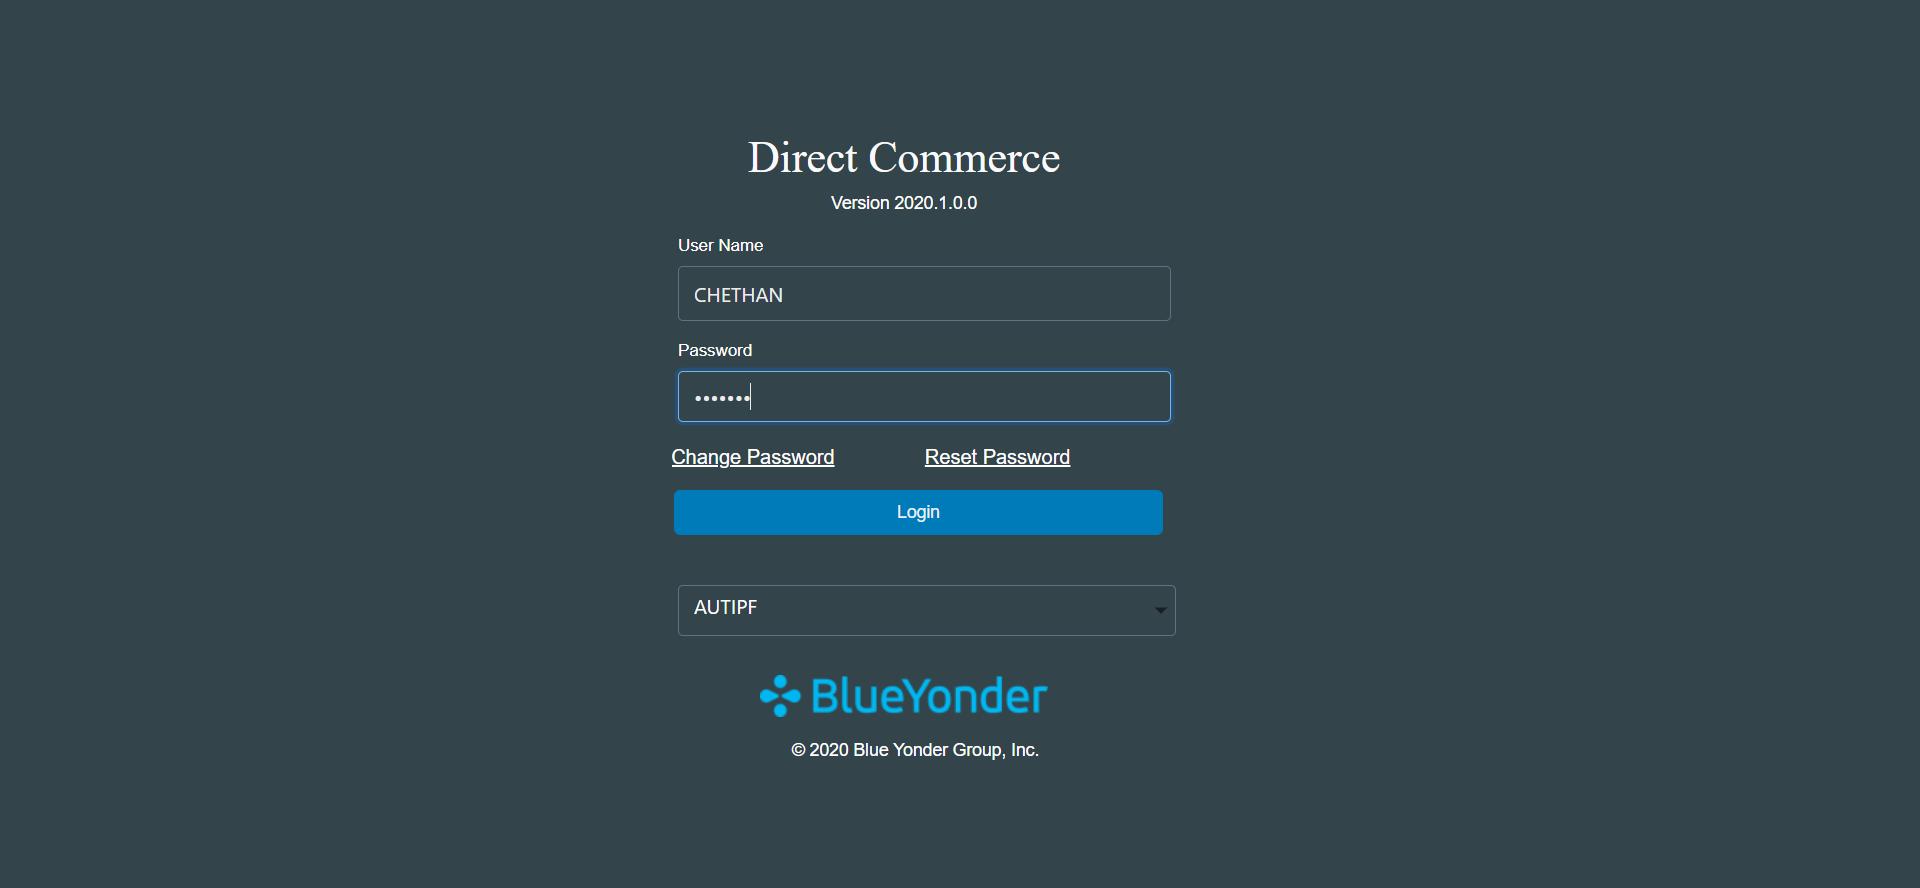 Direct Commerce
Version 2020.1.0.0
User Name
CHETHAN
Password
•••••••
Change Password Reset Password
Login
AUTIPF
BlueYonder
© 2020 Blue Yonder Group, Inc.